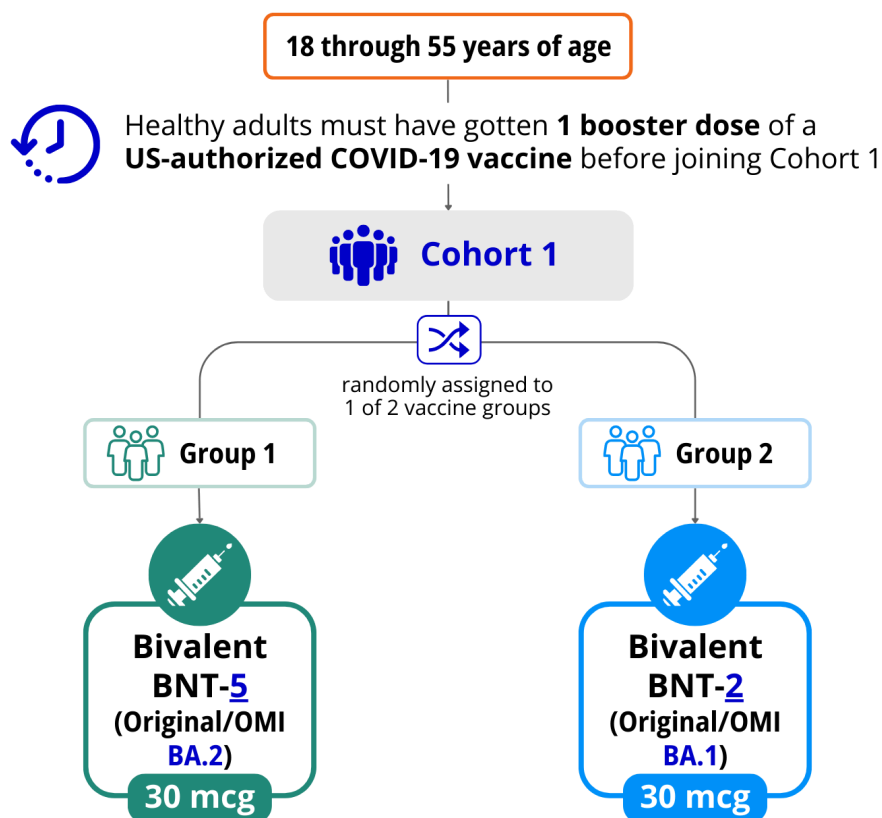 18 through 55 years of age
Healthy adults must have gotten 1 booster dose of a
US-authorized COVID-19 vaccine before joining Cohort 1
Cohort 1
randomly assigned to
1 of 2 vaccine groups
Group 1
Group 2
Bivalent
BNT-5
(Original/OMI
BA.2)
30 mcg
Bivalent
BNT-2
(Original/OMI
BA.1)
30 mcg